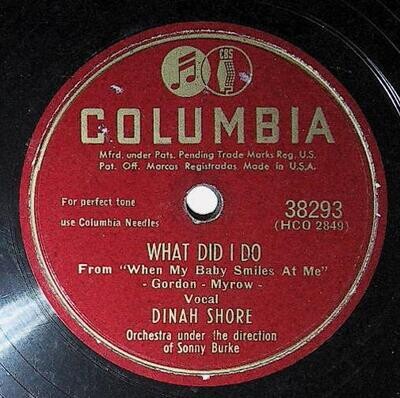 CBS
COLUMBIA
Mfrd. under Pats. Pending Trade Marks Reg. U.S.
Pat. Off. Marcas Registradas. Made in U.S.A.
For perfect tone
use Columbia Needles
38293
(HCO 2849)
WHAT DID I DO
From "When My Baby Smiles At Me"
- Gordon - Myrow -
Vocal
DINAH SHORE
Orchestra under the direction
of Sonny Burke